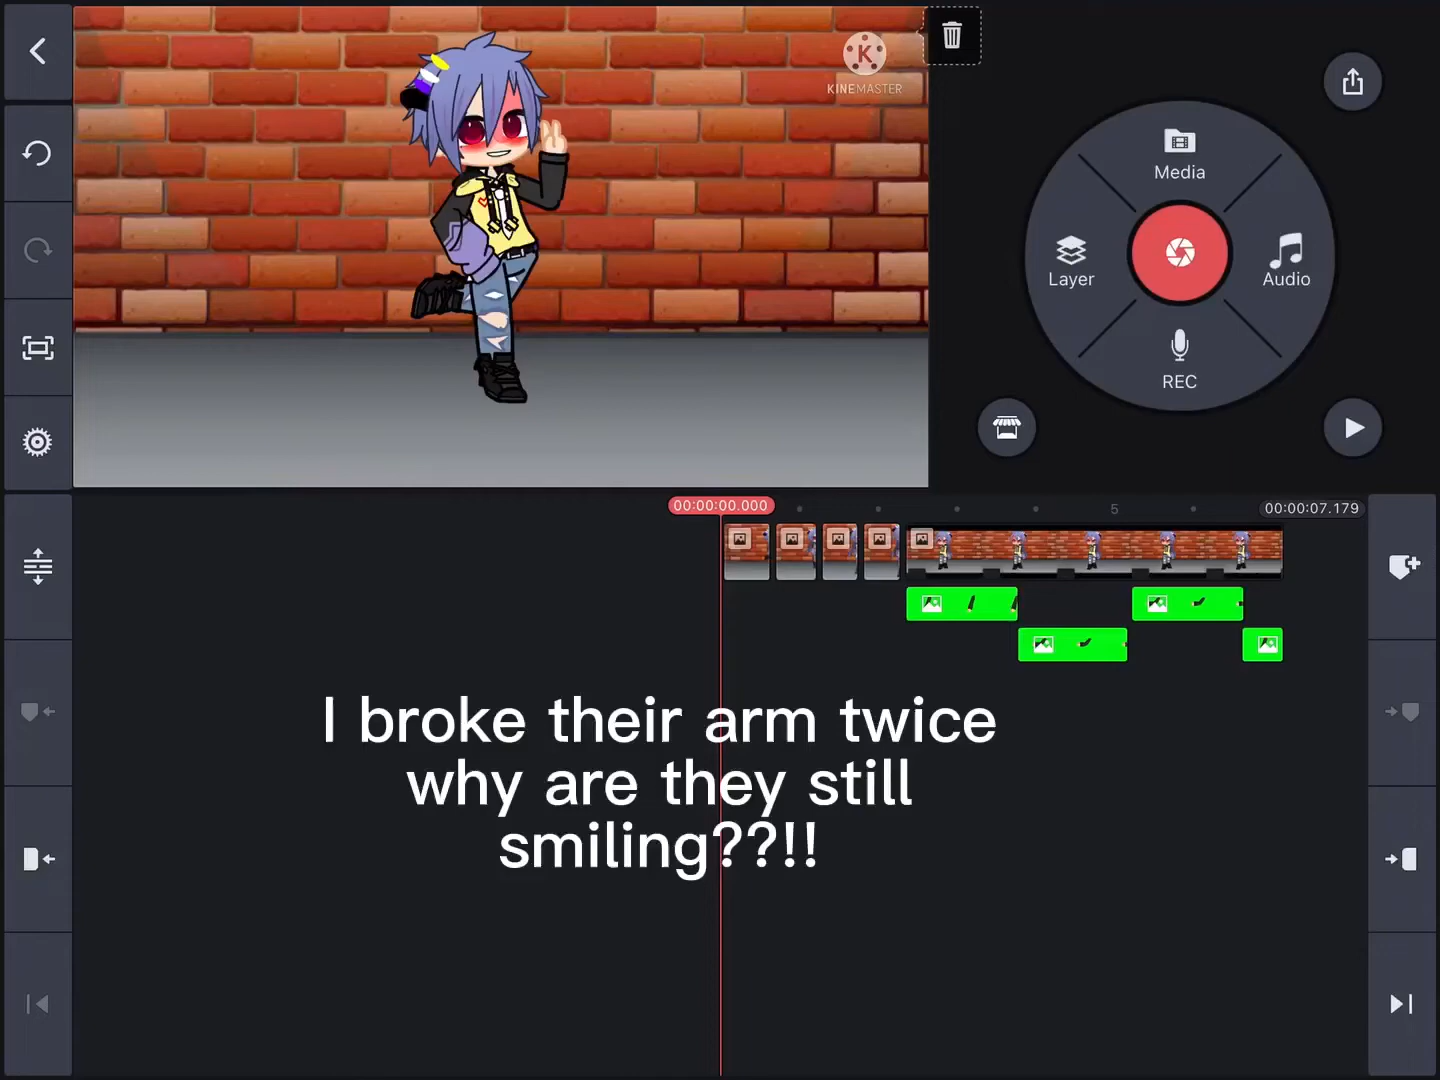 KINEMASTER
Media
Layer
Audio
REC
00:00:00.000
5
00:00:07.179
I broke their arm twice
why are they still
smiling??!!